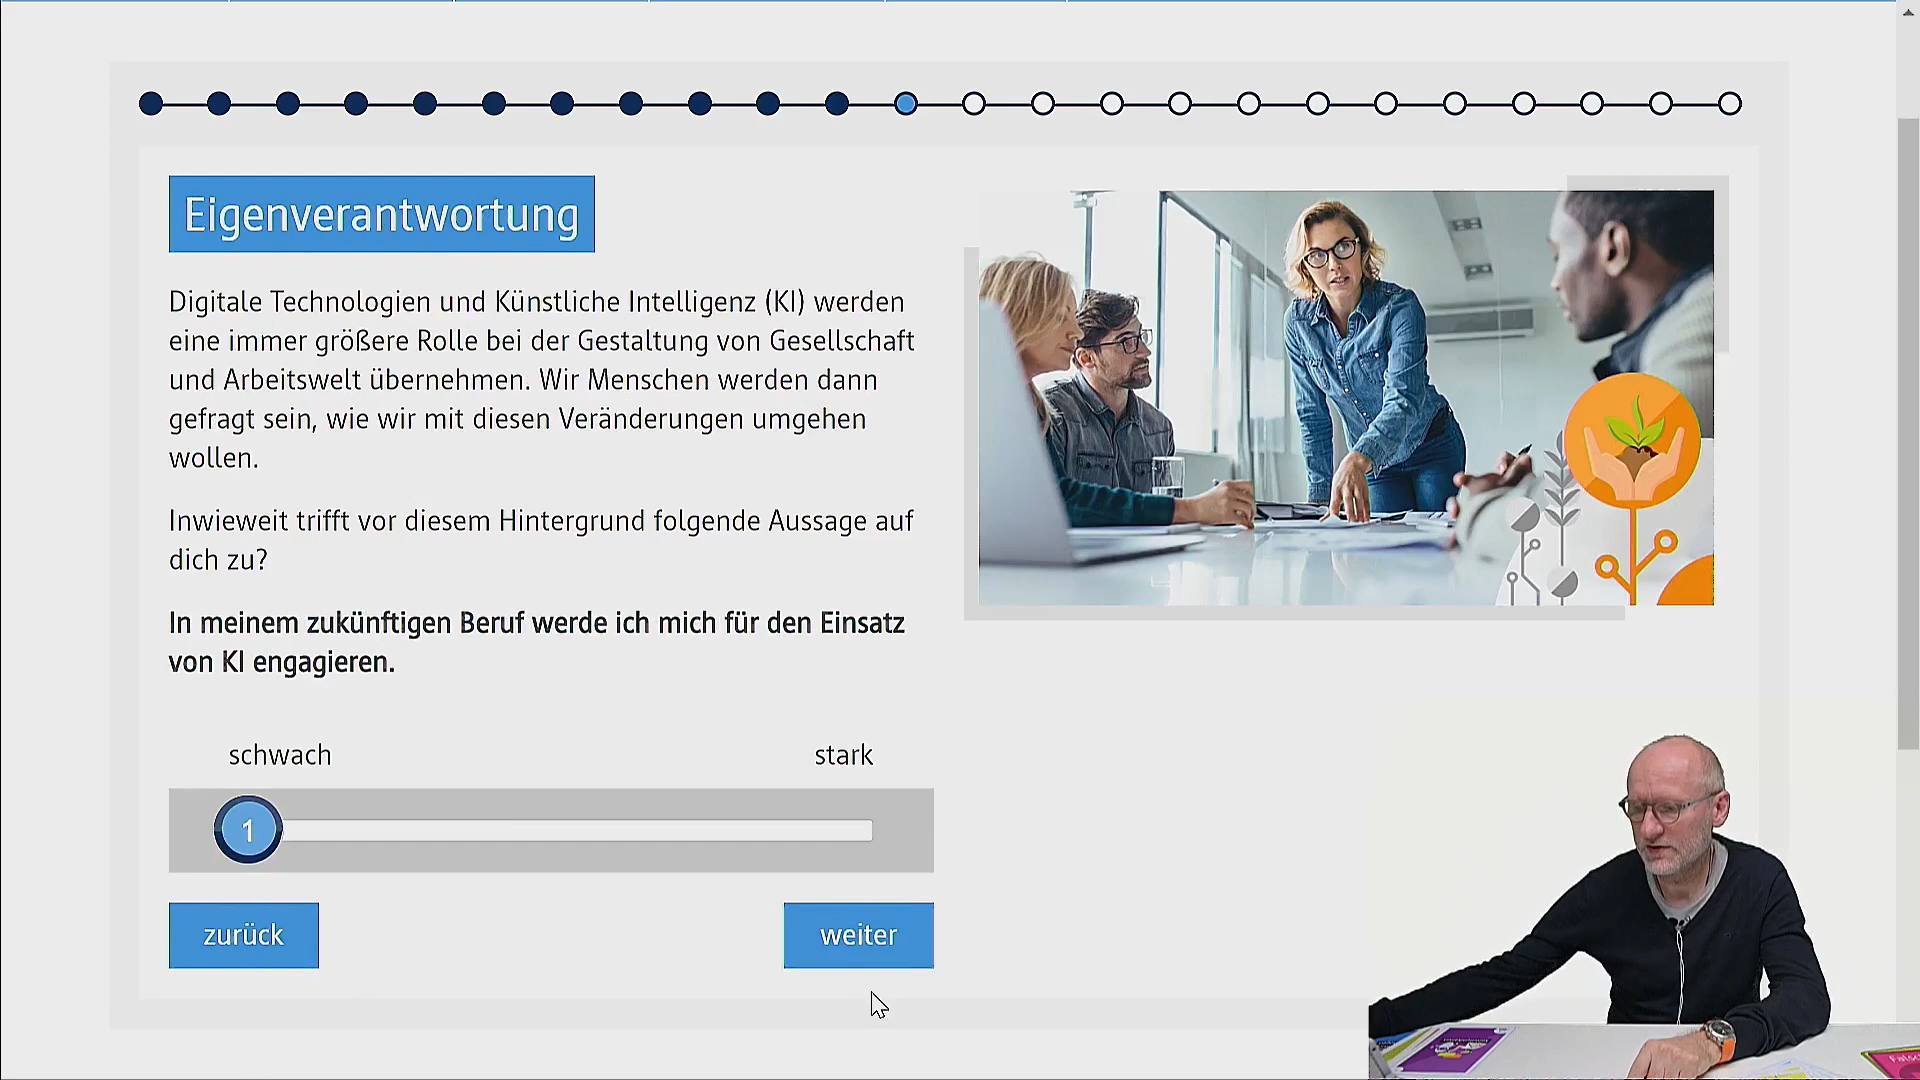 Eigenverantwortung
Digitale Technologien und Künstliche Intelligenz (KI) werden
eine immer größere Rolle bei der Gestaltung von Gesellschaft
und Arbeitswelt übernehmen. Wir Menschen werden dann
gefragt sein, wie wir mit diesen Veränderungen umgehen
wollen.
Inwieweit trifft vor diesem Hintergrund folgende Aussage auf
dich zu?
In meinem zukünftigen Beruf werde ich mich für den Einsatz
von KI engagieren.
schwach stark
1
zurück weiter